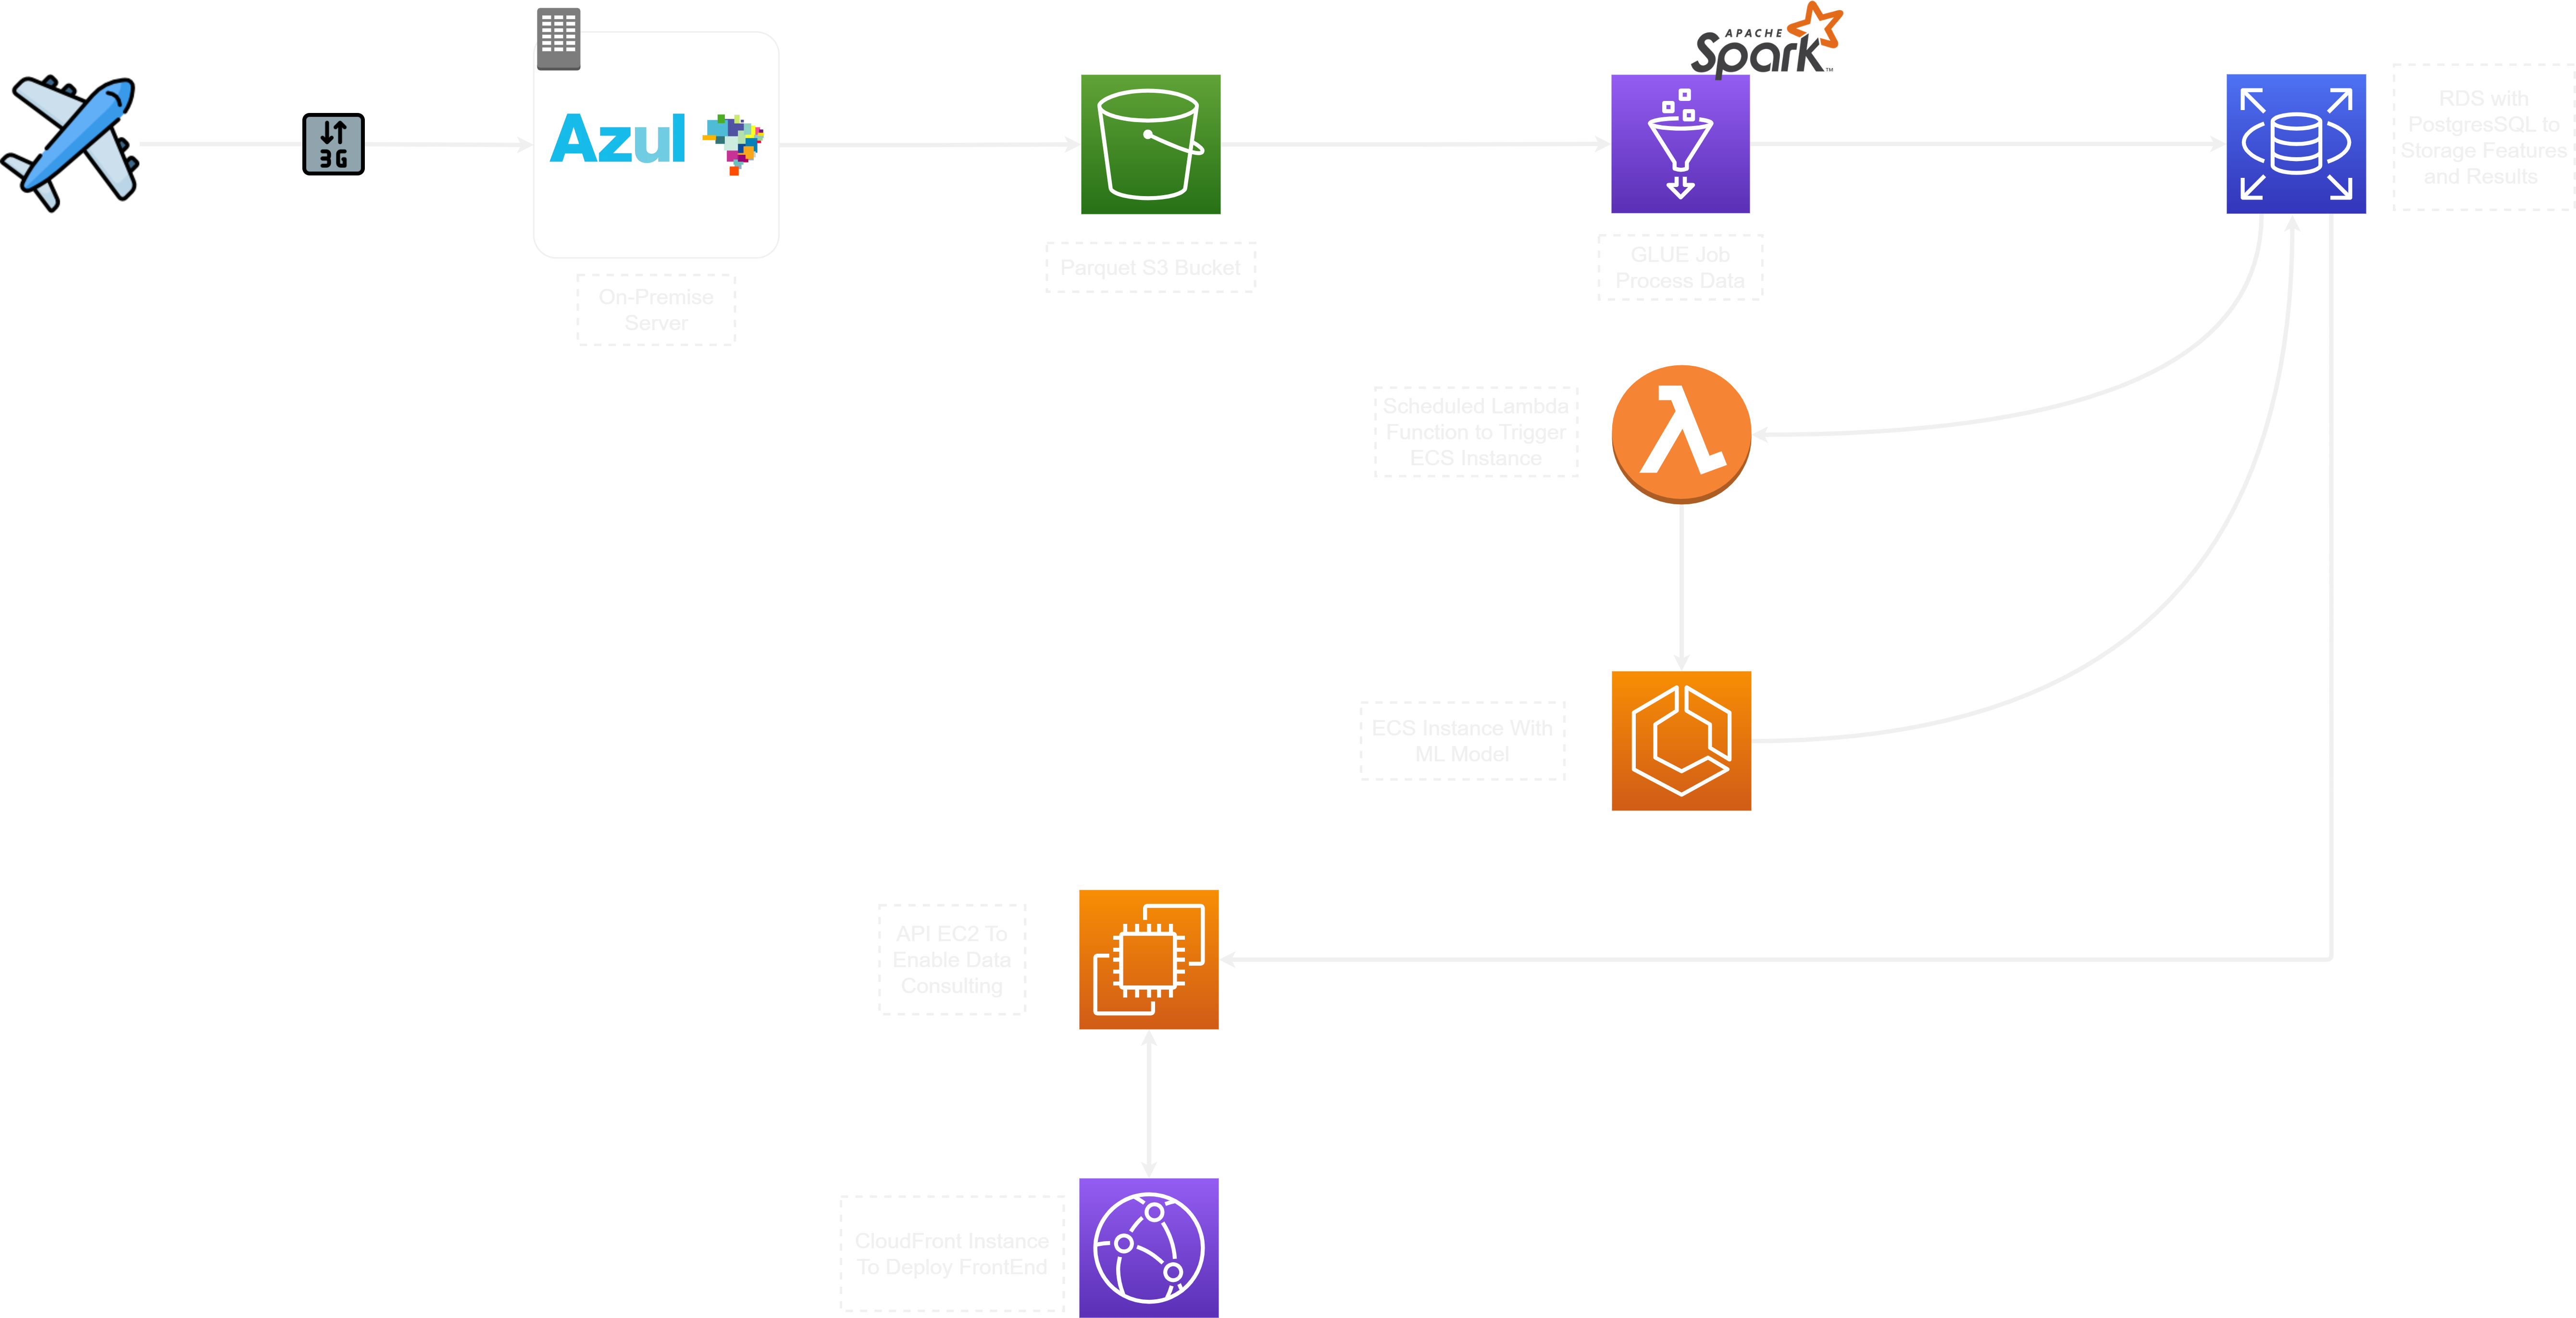 APACHE
Spark™
3G
Azul
RDS with
PostgresSQL to
Storage Features
and Results
Parquet S3 Bucket
GLUE Job
Process Data
On-Premise
Server
Scheduled Lambda
Function to Trigger
ECS Instance
ECS Instance With
ML Model
API EC2 To
Enable Data
Consulting
CloudFront Instance
To Deploy FrontEnd